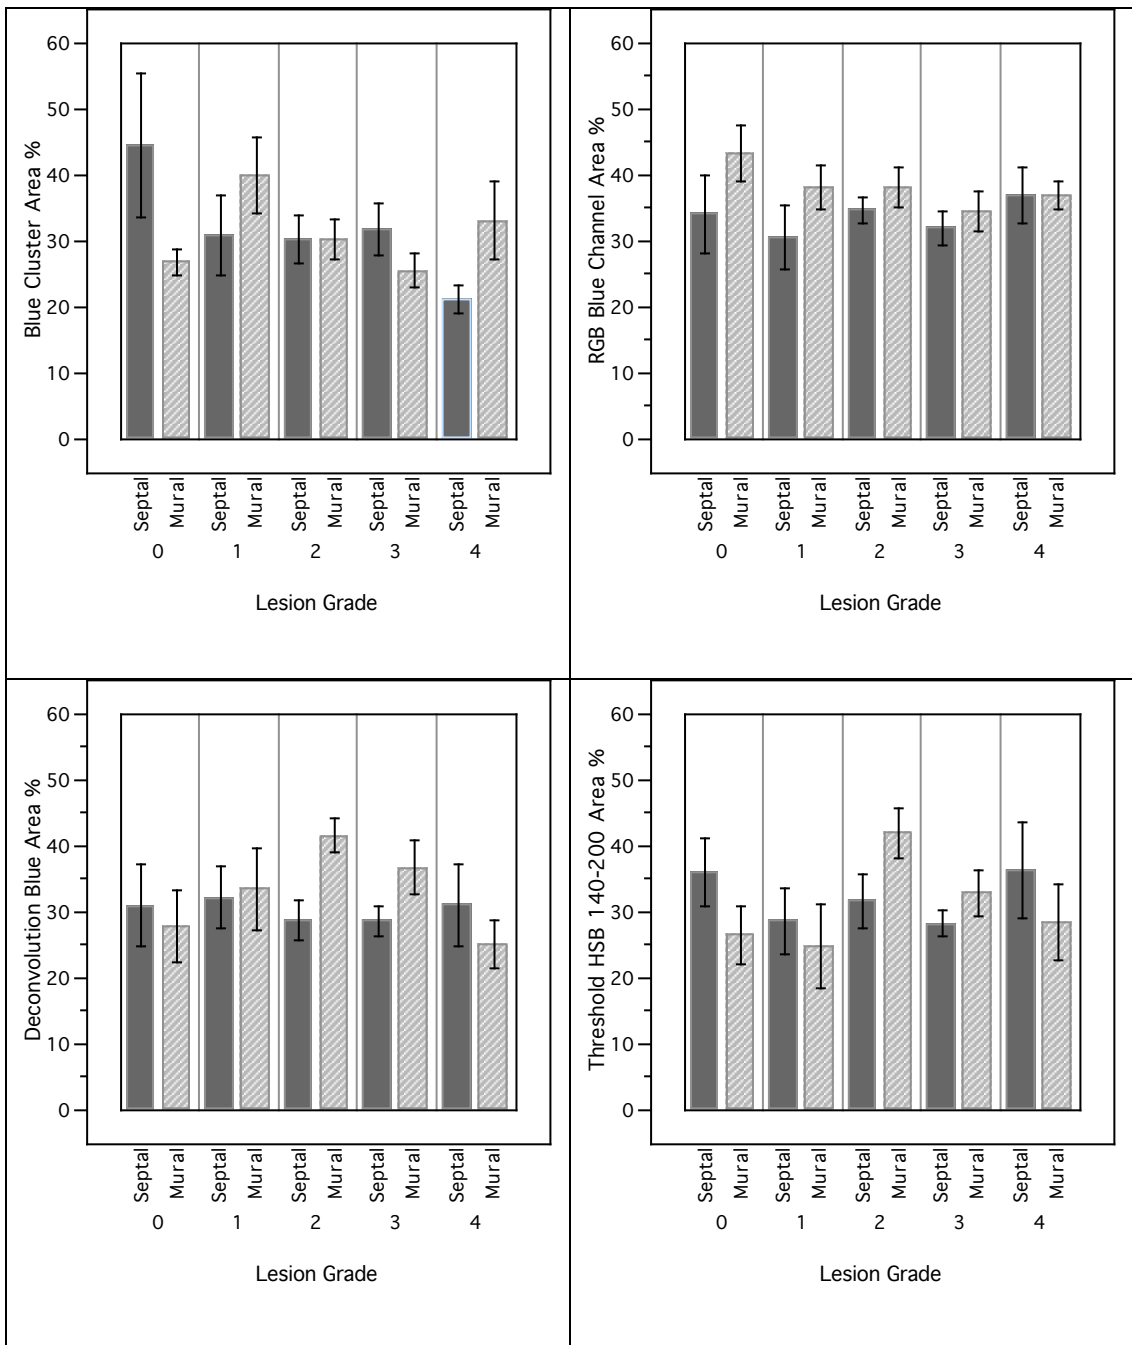 Blue Cluster Area %
60
50
40
30
20
10
0
Septal Mural Septal Mural Septal Mural Septal Mural Septal Mural
0 1 2 3 4
Lesion Grade
RGB Blue Channel Area %
60
50
40
30
20
10
0
Septal Mural Septal Mural Septal Mural Septal Mural Septal Mural
0 1 2 3 4
Lesion Grade
Deconvolution Blue Area %
60
50
40
30
20
10
0
Septal Mural Septal Mural Septal Mural Septal Mural Septal Mural
0 1 2 3 4
Lesion Grade
Threshold HSB 140-200 Area %
60
50
40
30
20
10
0
Septal Mural Septal Mural Septal Mural Septal Mural Septal Mural
0 1 2 3 4
Lesion Grade